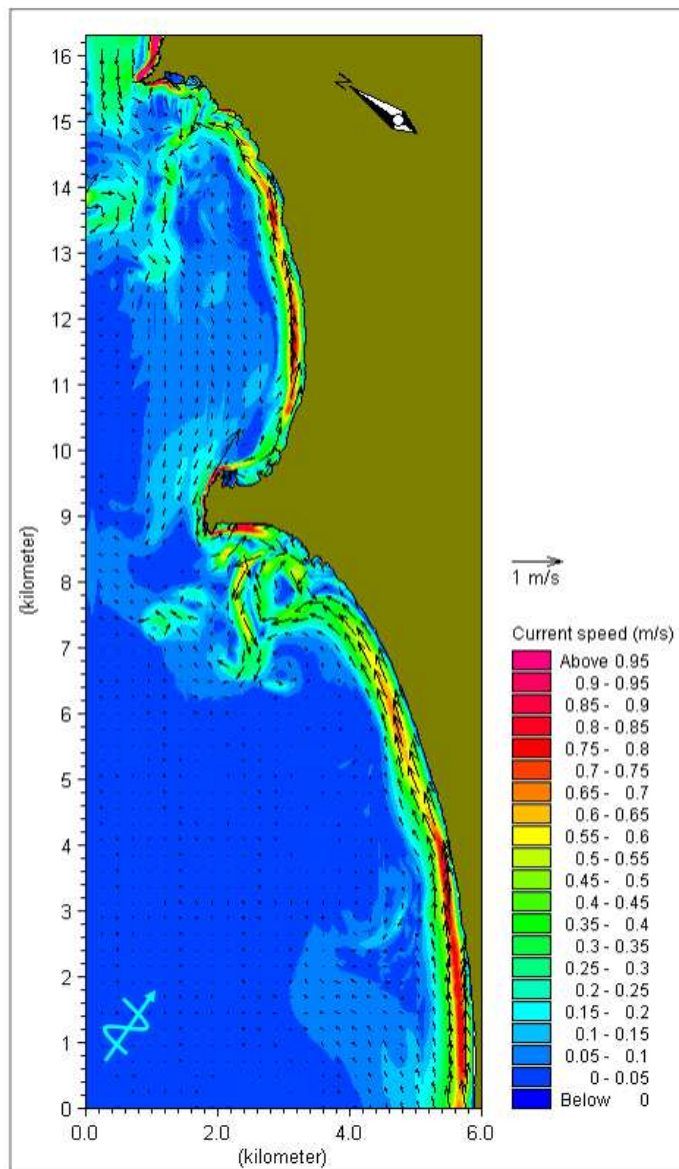 16
15
14
13
12
11
10
9
8
7
6
5
4
3
2
1
0
(kilometer)
0.0 2.0 4.0 6.0
(kilometer)
N
1 m/s
Current speed (m/s)
Above 0.95
0.9 - 0.95
0.85 - 0.9
0.8 - 0.85
0.75 - 0.8
0.7 - 0.75
0.65 - 0.7
0.6 - 0.65
0.55 - 0.6
0.5 - 0.55
0.45 - 0.5
0.4 - 0.45
0.35 - 0.4
0.3 - 0.35
0.25 - 0.3
0.2 - 0.25
0.15 - 0.2
0.1 - 0.15
0.05 - 0.1
0 - 0.05
Below 0